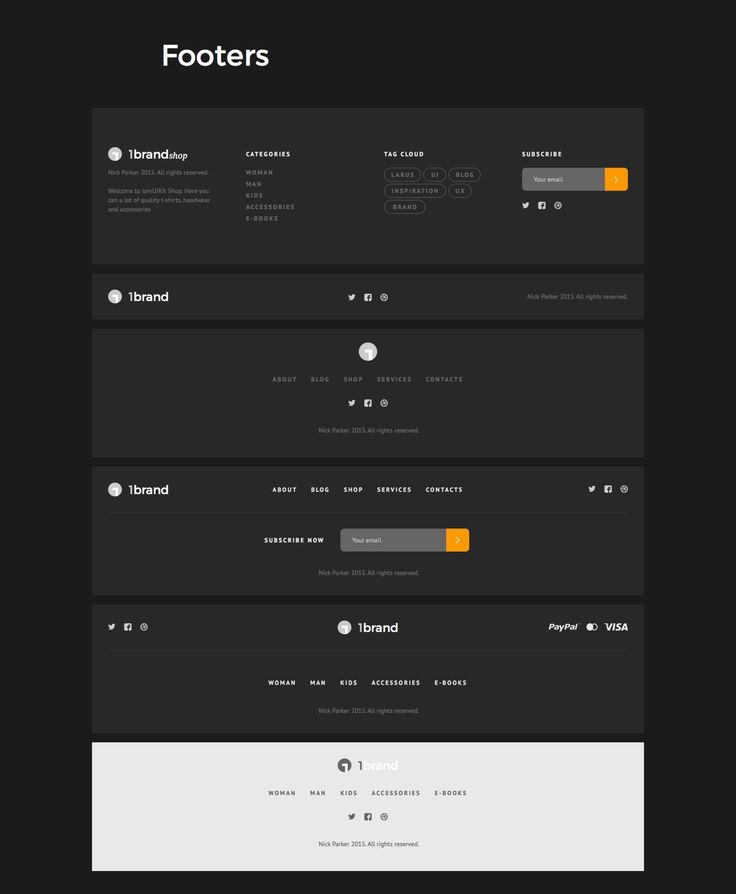 Footers
1brandshop
Nick Parker 2015. All rights reserved.
Welcome to IamUIKit Shop. Here you
can a lot of quality t-shirts, headwear
and accessories
CATEGORIES
WOMAN
MAN
KIDS
ACCESSORIES
E-BOOKS
TAG CLOUD
LARUS UI BLOG
INSPIRATION UX
BRAND
SUBSCRIBE
Your email
1brand
Nick Parker 2015. All rights reserved.
ABOUT BLOG SHOP SERVICES CONTACTS
Nick Parker 2015. All rights reserved.
1brand
ABOUT BLOG SHOP SERVICES CONTACTS
SUBSCRIBE NOW
Your email
Nick Parker 2015. All rights reserved.
1brand
PayPal VISA
WOMAN MAN KIDS ACCESSORIES E-BOOKS
Nick Parker 2015. All rights reserved.
1brand
WOMAN MAN KIDS ACCESSORIES E-BOOKS
Nick Parker 2015. All rights reserved.